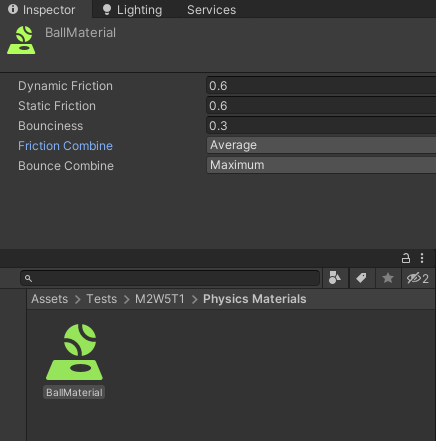 Inspector Lighting Services
BallMaterial
Dynamic Friction 0.6
Static Friction 0.6
Bounciness 0.3
Friction Combine Average
Bounce Combine Maximum
2
Assets > Tests > M2W5T1 > Physics Materials
BallMaterial